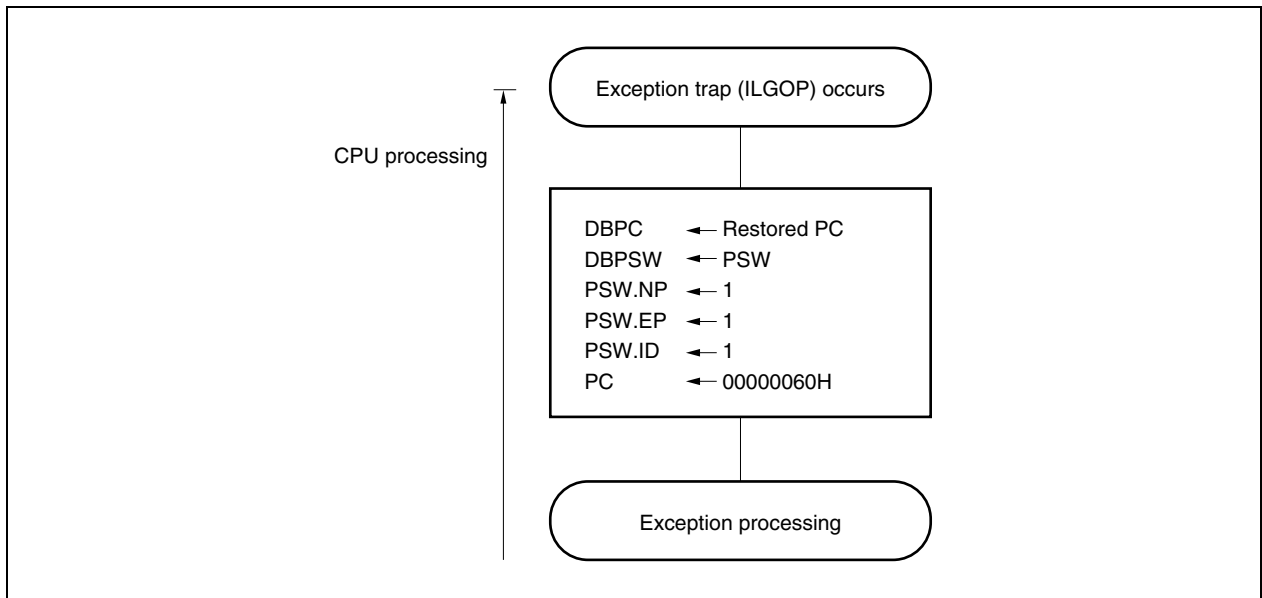 Exception trap (ILGOP) occurs
CPU processing
DBPC ← Restored PC
DBPSW ← PSW
PSW.NP ← 1
PSW.EP ← 1
PSW.ID ← 1
PC ← 00000060H
Exception processing